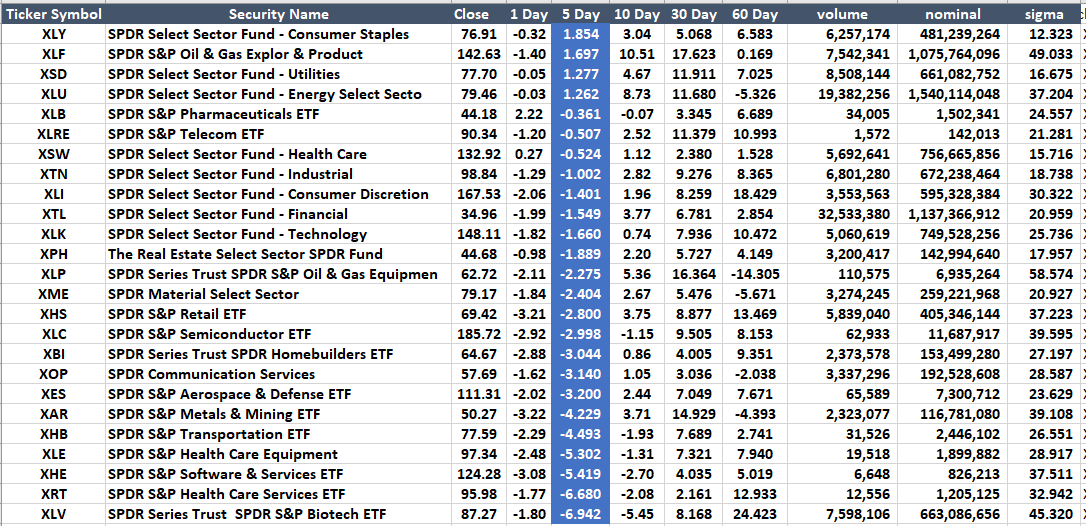 Ticker Symbol Security Name Close 1 Day 5 Day 10 Day 30 Day 60 Day volume nominal sigma
XLY SPDR Select Sector Fund - Consumer Staples 76.91 -0.32 1.854 3.04 5.068 6.583 6,257,174 481,239,264 12.323
XLF SPDR S&P Oil & Gas Explor & Product 142.63 -1.40 1.697 10.51 17.623 0.169 7,542,341 1,075,764,096 49.033
XSD SPDR Select Sector Fund - Utilities 77.70 -0.05 1.277 4.67 11.911 7.025 8,508,144 661,082,752 16.675
XLU SPDR Select Sector Fund - Energy Select Secto 79.46 -0.03 1.262 8.73 11.680 -5.326 19,382,256 1,540,114,048 37.204
XLB SPDR S&P Pharmaceuticals ETF 44.18 2.22 -0.361 -0.07 3.345 6.689 34,005 1,502,341 24.557
XLRE SPDR S&P Telecom ETF 90.34 -1.20 -0.507 2.52 11.379 10.993 1,572 142,013 21.281
XSW SPDR Select Sector Fund - Health Care 132.92 0.27 -0.524 1.12 2.380 1.528 5,692,641 756,665,856 15.716
XTN SPDR Select Sector Fund - Industrial 98.84 -1.29 -1.002 2.82 9.276 8.365 6,801,280 672,238,464 18.738
XLI SPDR Select Sector Fund - Consumer Discretion 167.53 -2.06 -1.401 1.96 8.259 18.429 3,553,563 595,328,384 30.322
XTL SPDR Select Sector Fund - Financial 34.96 -1.99 -1.549 3.77 6.781 2.854 32,533,380 1,137,366,912 20.959
XLK SPDR Select Sector Fund - Technology 148.11 -1.82 -1.660 0.74 7.936 10.472 5,060,619 749,528,256 25.736
XPH The Real Estate Select Sector SPDR Fund 44.68 -0.98 -1.889 2.20 5.727 4.149 3,200,417 142,994,640 17.957
XLP SPDR Series Trust SPDR S&P Oil & Gas Equipmen 62.72 -2.11 -2.275 5.36 16.364 -14.305 110,575 6,935,264 58.574
XME SPDR Material Select Sector 79.17 -1.84 -2.404 2.67 5.476 -5.671 3,274,245 259,221,968 20.927
XHS SPDR S&P Retail ETF 69.42 -3.21 -2.800 3.75 8.877 13.469 5,839,040 405,346,144 37.223
XLC SPDR S&P Semiconductor ETF 185.72 -2.92 -2.998 -1.15 9.505 8.153 62,933 11,687,917 39.595
XBI SPDR Series Trust SPDR Homebuilders ETF 64.67 -2.88 -3.044 0.86 4.005 9.351 2,373,578 153,499,280 27.197
XOP SPDR Communication Services 57.69 -1.62 -3.140 1.05 3.036 -2.038 3,337,296 192,528,608 28.587
XES SPDR S&P Aerospace & Defense ETF 111.31 -2.02 -3.200 2.44 7.049 7.671 65,589 7,300,712 23.629
XAR SPDR S&P Metals & Mining ETF 50.27 -3.22 -4.229 3.71 14.929 -4.393 2,323,077 116,781,080 39.108
XHB SPDR S&P Transportation ETF 77.59 -2.29 -4.493 -1.93 7.689 2.741 31,526 2,446,102 26.551
XLE SPDR S&P Health Care Equipment 97.34 -2.48 -5.302 -1.31 7.321 7.940 19,518 1,899,882 28.917
XHE SPDR S&P Software & Services ETF 124.28 -3.08 -5.419 -2.70 4.035 5.019 6,648 826,213 37.511
XRT SPDR S&P Health Care Services ETF 95.98 -1.77 -6.680 -2.08 2.161 12.933 12,556 1,205,125 32.942
XLV SPDR Series Trust SPDR S&P Biotech ETF 87.27 -1.80 -6.942 -5.45 8.168 24.423 7,598,106 663,086,656 45.320